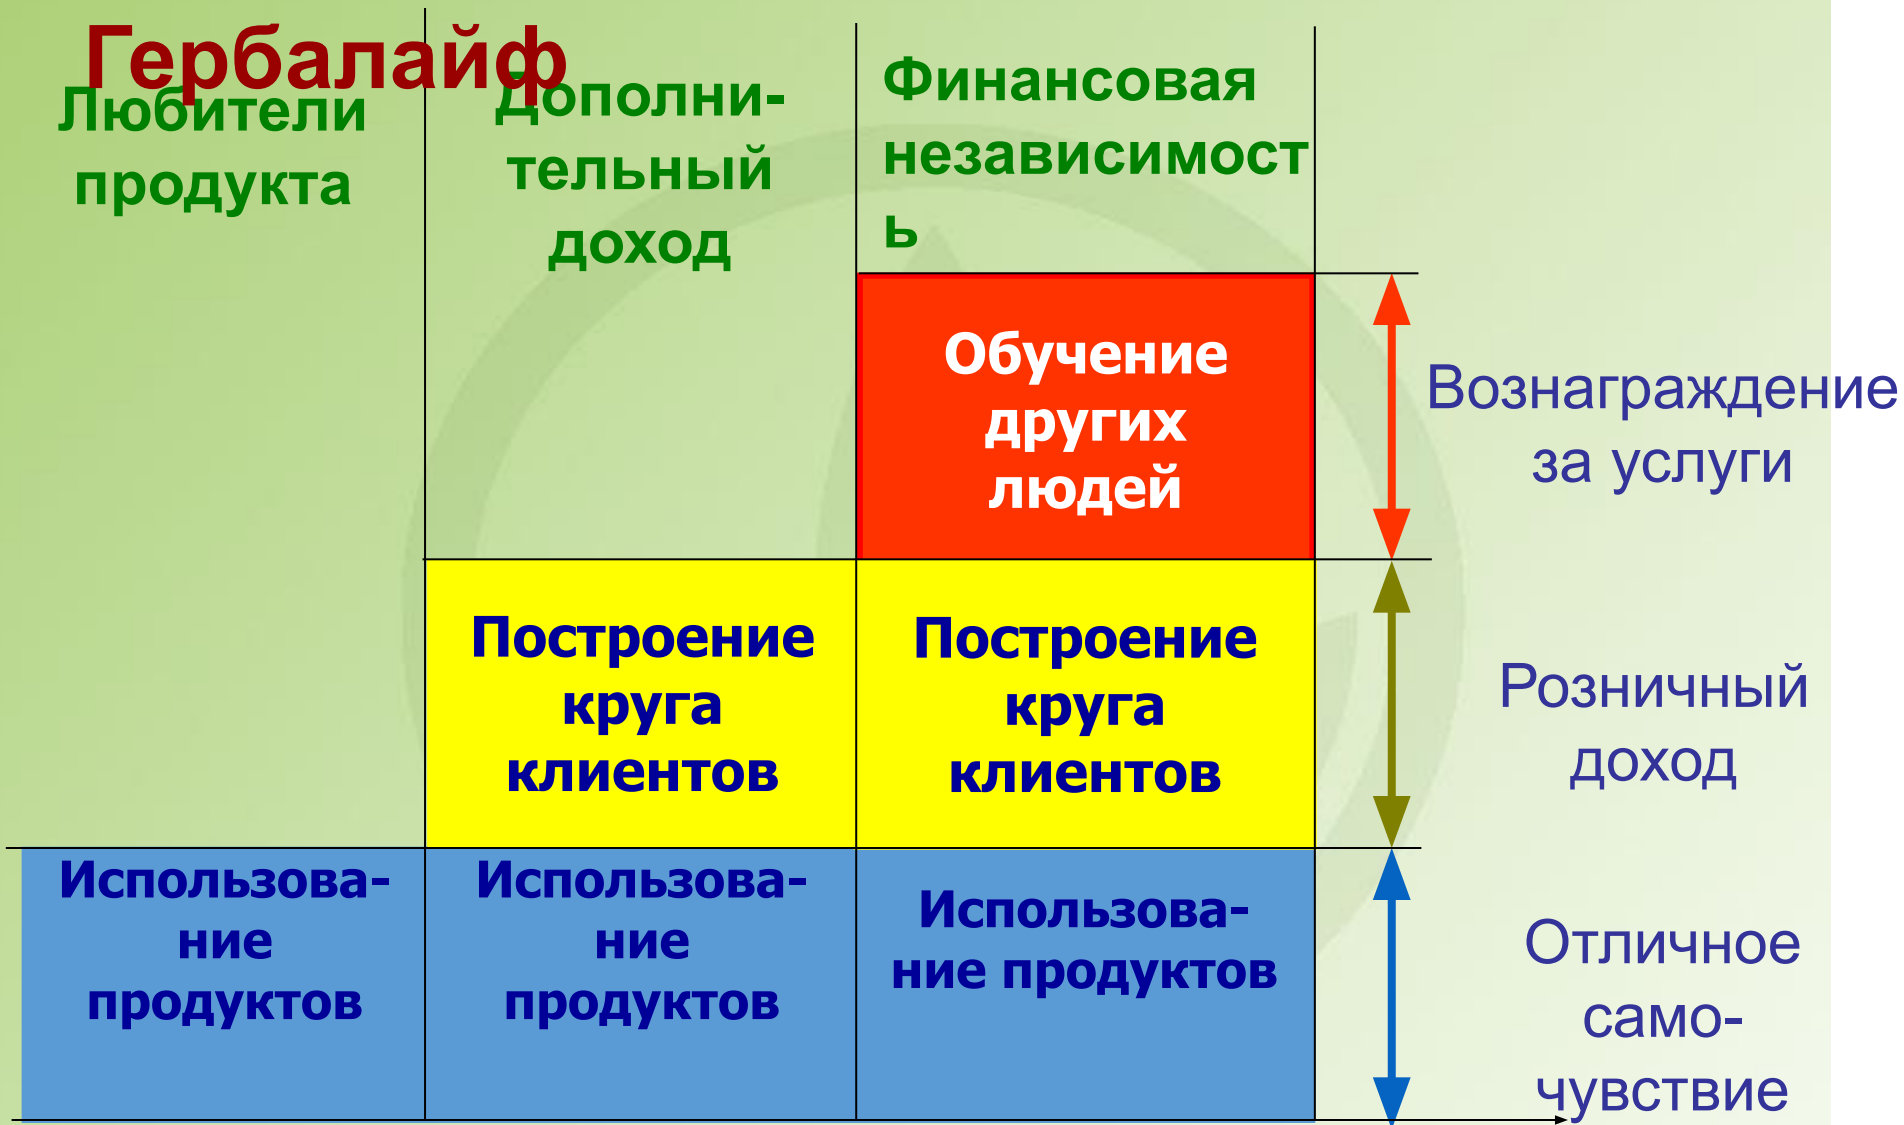 Гербалайф
Любители
продукта
Дополни-
тельный
доход
Финансовая
независимост
ь
Обучение
других
людей
Вознаграждение
за услуги
Построение
круга
клиентов
Построение
круга
клиентов
Розничный
доход
Использова-
ние
продуктов
Использова-
ние
продуктов
Использова-
ние продуктов
Отличное
само-
чувствие